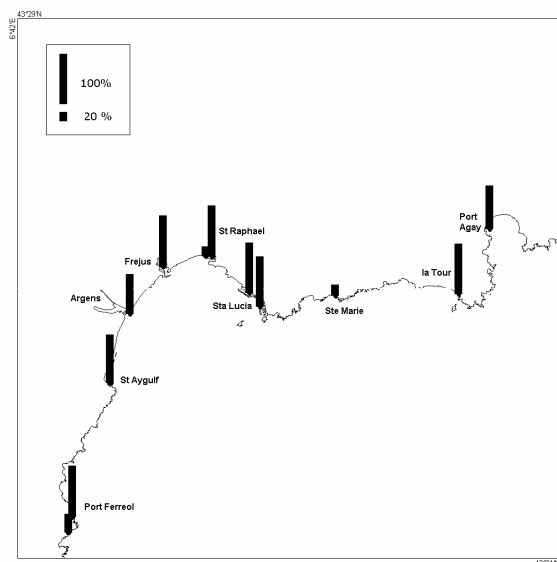 43°29'N
6°42'E
100%
20 %
St Raphael
Port
Agay
Frejus
la Tour
Argens
Sta Lucia
Ste Marie
St Aygulf
Port Ferreol